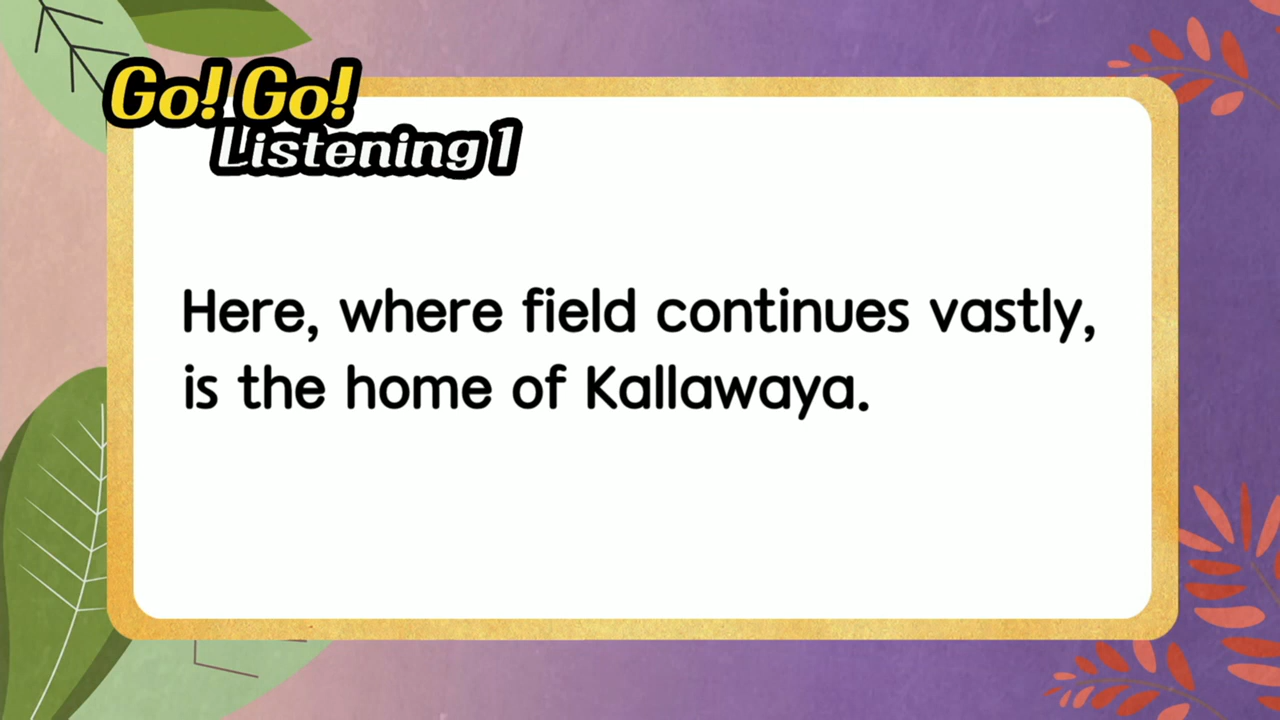 Go! Go!
Listening 1
Here, where field continues vastly,
is the home of Kallawaya.